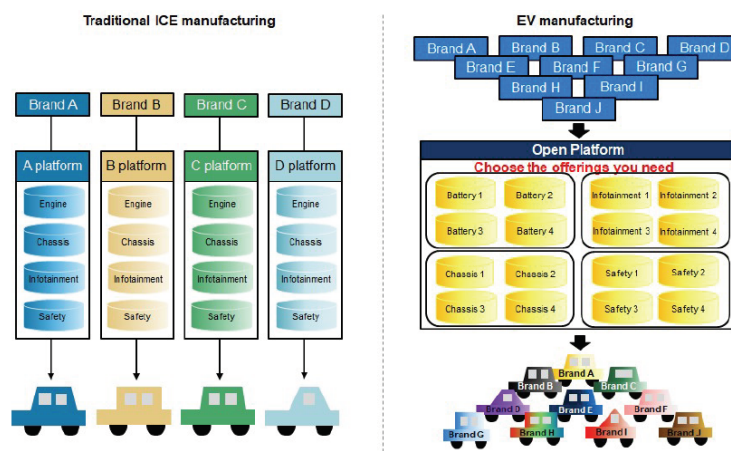 Traditional ICE manufacturing
Brand A
Brand B
Brand C
Brand D
A platform
B platform
C platform
D platform
Engine
Engine
Engine
Engine
Chassis
Chassis
Chassis
Chassis
Infotainment
Infotainment
Infotainment
Infotainment
Safety
Safety
Safety
Safety
EV manufacturing
Brand A
Brand B
Brand C
Brand D
Brand E
Brand F
Brand G
Brand H
Brand I
Brand J
Open Platform
Choose the offerings you need
Battery 1
Battery 2
Battery 3
Battery 4
Infotainment 1
Infotainment 2
Infotainment 3
Infotainment 4
Chassis 1
Chassis 2
Chassis 3
Chassis 4
Safety 1
Safety 2
Safety 3
Safety 4
Brand A
Brand B
Brand C
Brand D
Brand E
Brand F
Brand G
Brand H
Brand I
Brand J